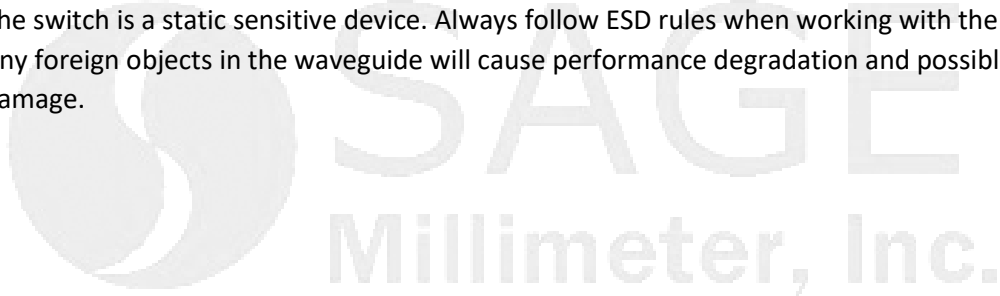 he switch is a static sensitive device. Always follow ESD rules when working with the
ny foreign objects in the waveguide will cause performance degradation and possibl
amage.
SAGE
Millimeter, Inc.